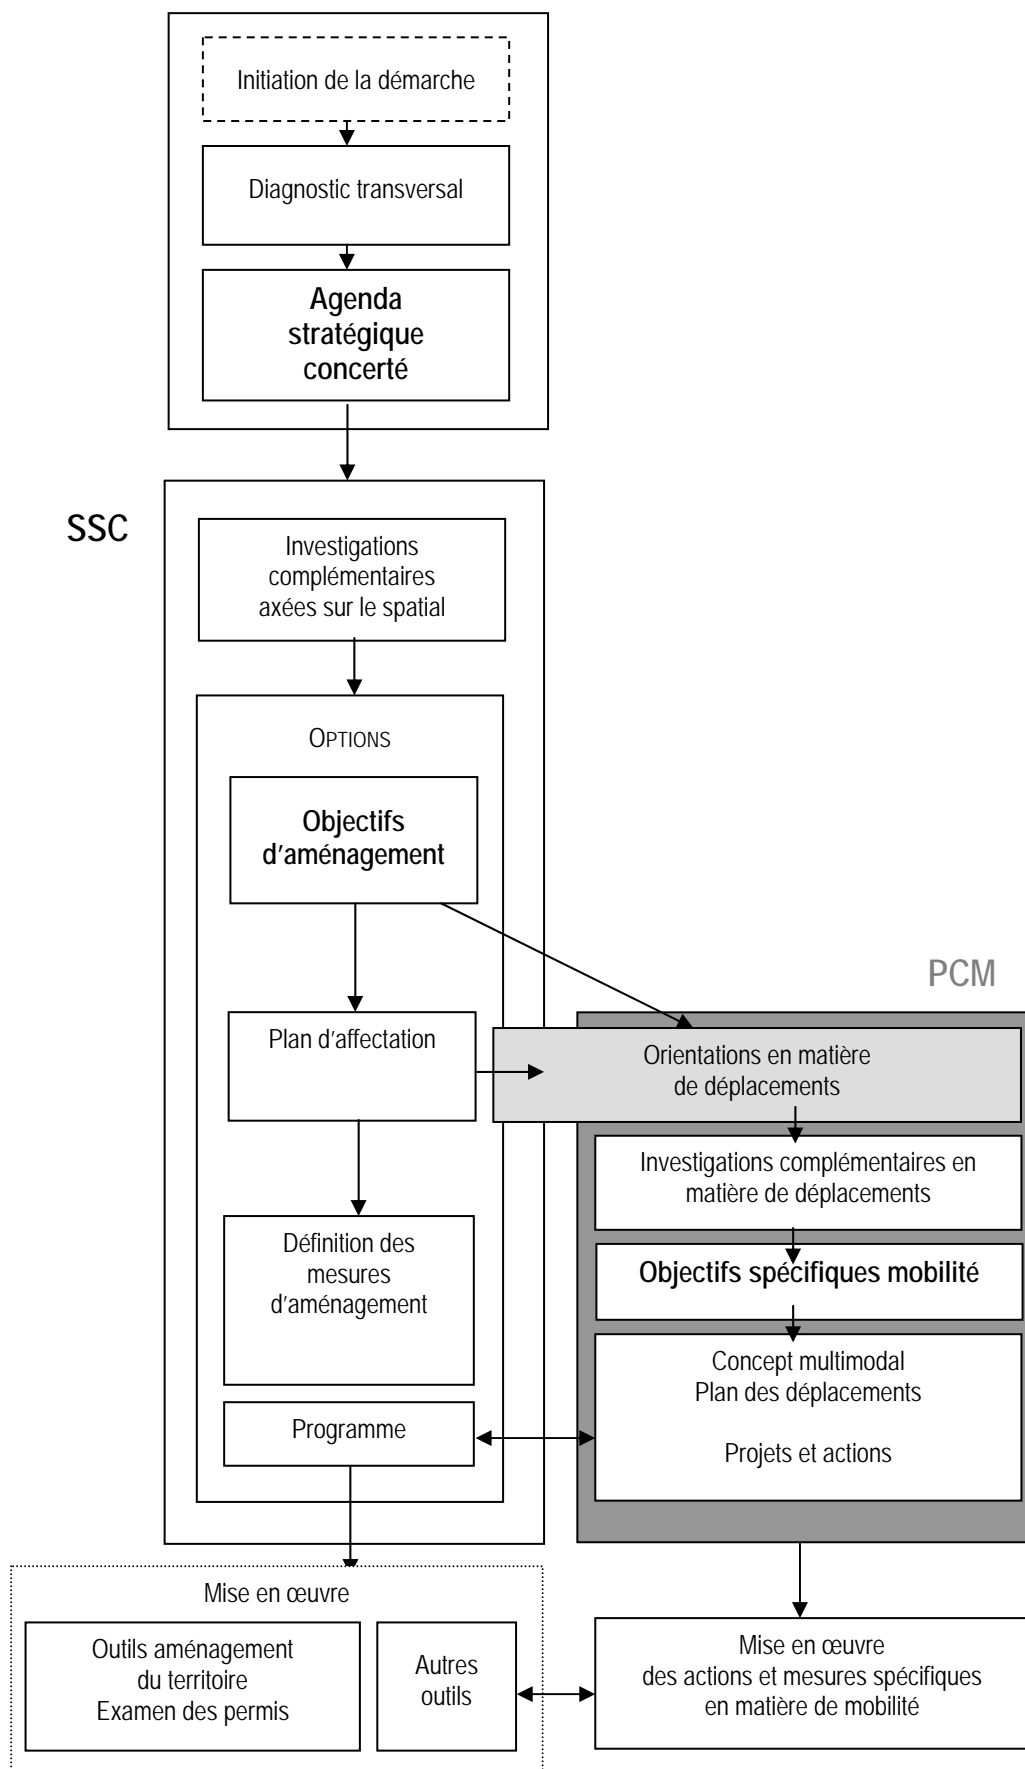 Initiation de la démarche
Diagnostic transversal
Agenda
stratégique
concerté
SSC
Investigations
complémentaires
axées sur le spatial
OPTIONS
Objectifs
d'aménagement
PCM
Plan d'affectation
Orientations en matière
de déplacements
Investigations complémentaires en
matière de déplacements
Définition des
mesures
d'aménagement
Objectifs spécifiques mobilité
Concept multimodal
Plan des déplacements
Projets et actions
Programme
Mise en œuvre
Outils aménagement
du territoire
Examen des permis
Autres
outils
Mise en œuvre
des actions et mesures spécifiques
en matière de mobilité